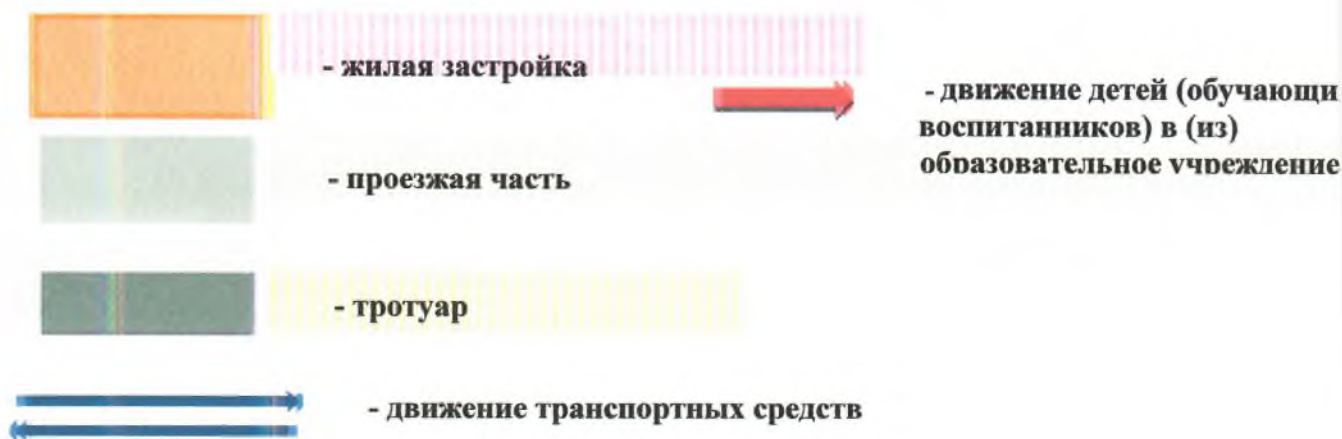 - жилая застройка
- движение детей (обучающи
воспитанников) в (из)
образовательное учреждение
- проезжая часть
- тротуар
- движение транспортных средств